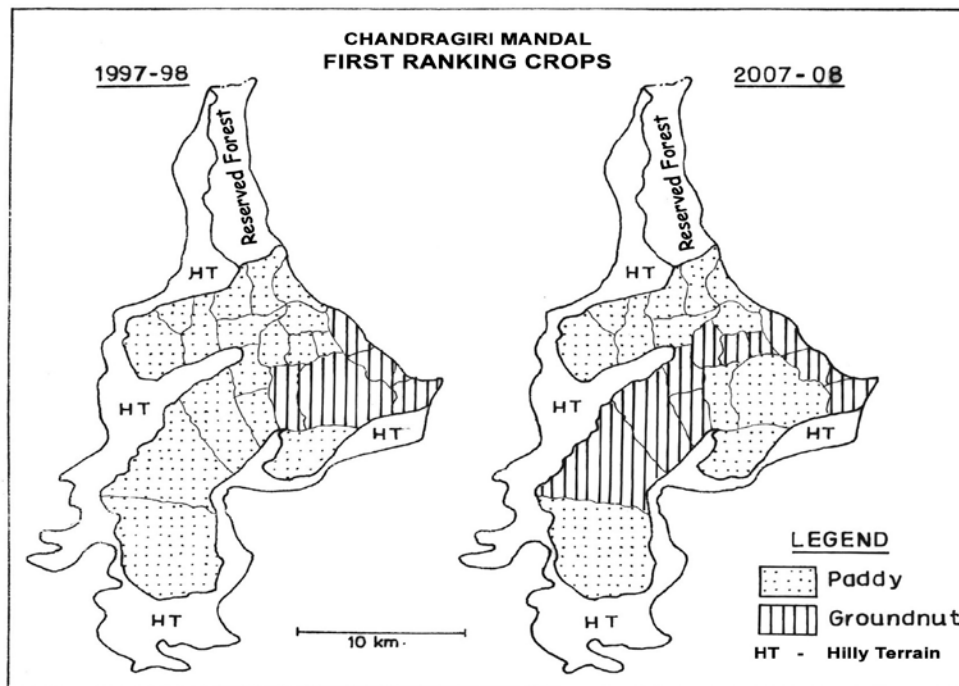 CHANDRAGIRI MANDAL
FIRST RANKING CROPS
1997-98
2007-08
Reserved Forest
Reserved Forest
HT
HT
HT
HT
HT
HT
HT
HT
LEGEND
Paddy
Groundnut
HT - Hilly Terrain
10 km.